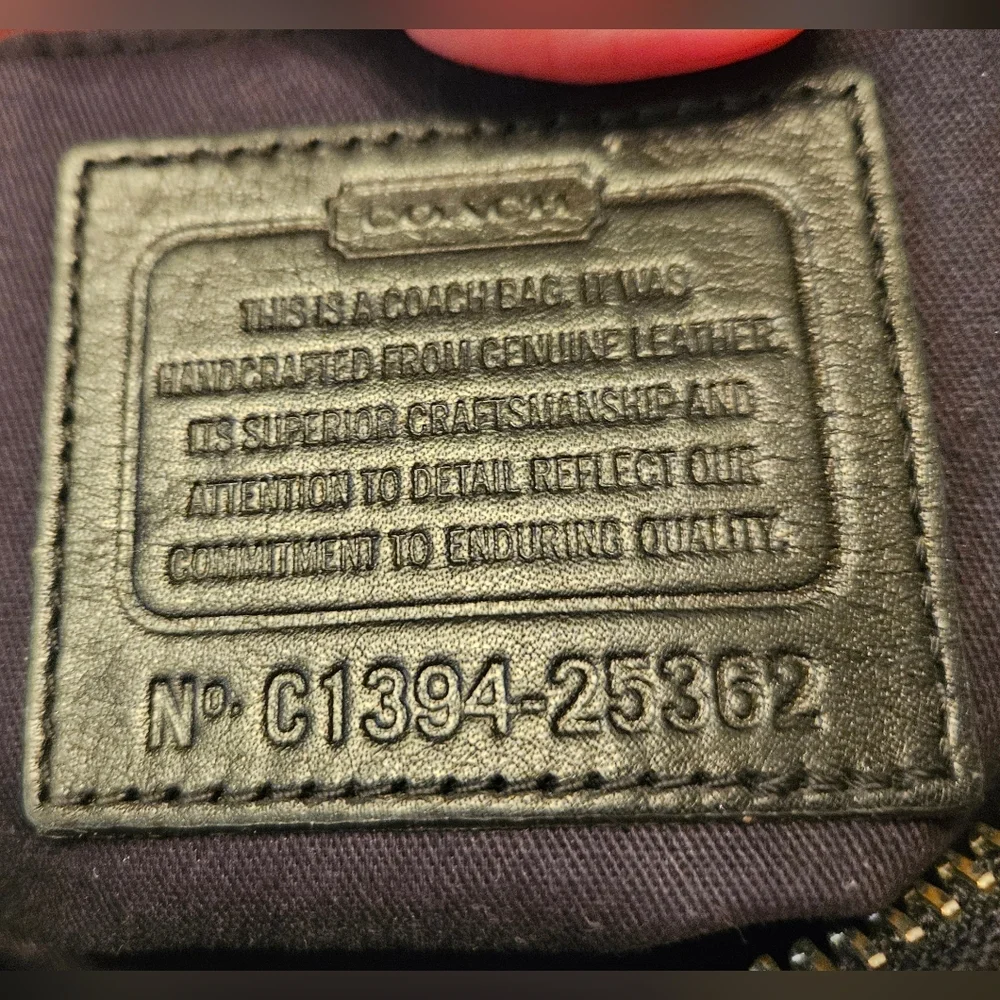 COACH
THIS IS A COACH BAG. IT WAS
HANDCRAFTED FROM GENUINE LEATHER.
ITS SUPERIOR CRAFTSMANSHIP AND
ATTENTION TO DETAIL REFLECT OUR
COMMITMENT TO ENDURING QUALITY.
Nº. C1394-25362